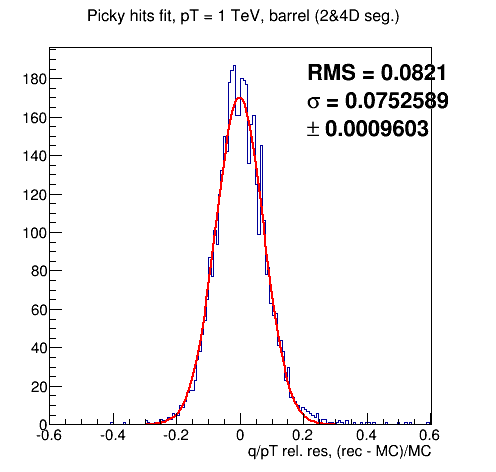 Picky hits fit, pT = 1 TeV, barrel (2&4D seg.)
RMS = 0.0821
σ = 0.0752589
± 0.0009603
180
160
140
120
100
80
60
40
20
0
-0.6 -0.4 -0.2 0 0.2 0.4 0.6
q/pT rel. res, (rec - MC)/MC